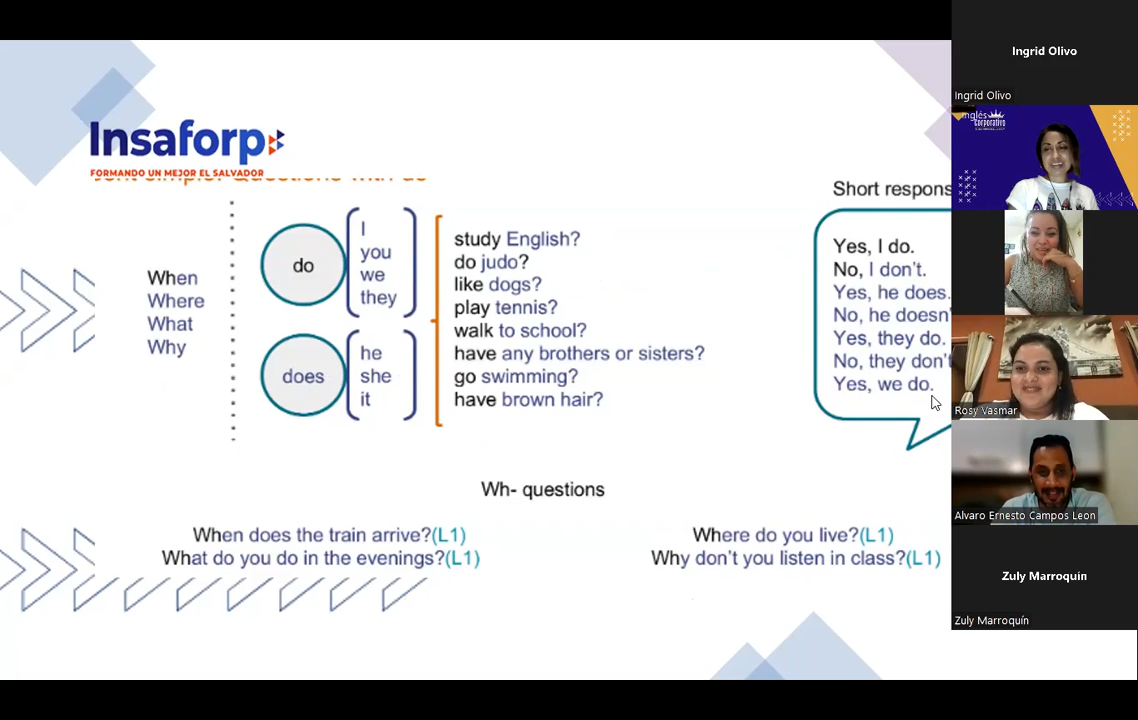 Insaforp
FORMANDO UN MEJOR EL SALVADOR
When
Where
What
Why
do
I
you
we
they
does
he
she
it
study English?
do judo?
like dogs?
play tennis?
walk to school?
have any brothers or sisters?
go swimming?
have brown hair?
Short respons
Yes, I do.
No, I don't.
Yes, he does.
No, he doesn'
Yes, they do.
No, they don't
Yes, we do.
Wh- questions
When does the train arrive?(L1)
What do you do in the evenings?(L1)
Where do you live?(L1)
Why don't you listen in class?(L1)
Ingrid Olivo
Ingrid Olivo
Inglés
corporativo
Rosy Vasmar
Alvaro Ernesto Campos Leon
Zuly Marroquín
Zuly Marroquín